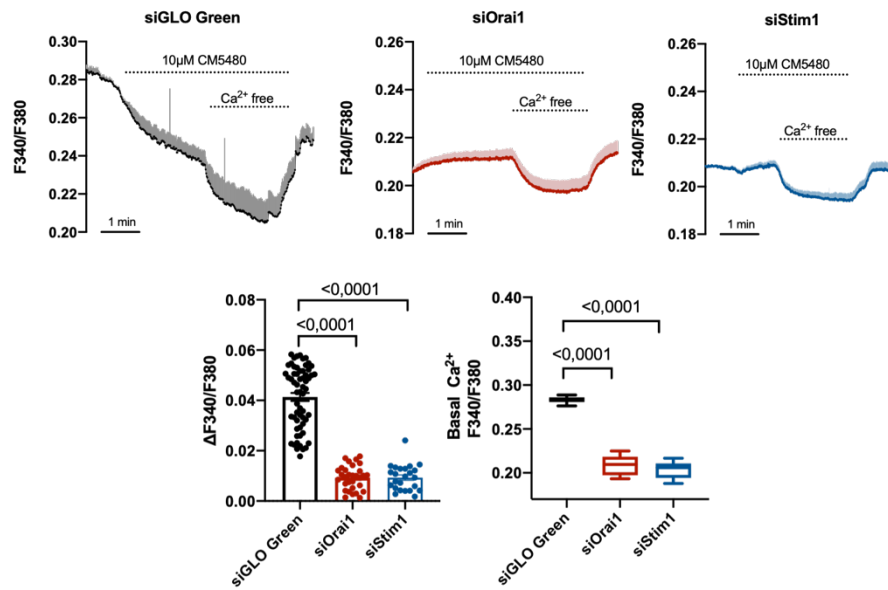 siGLO Green
0.30
0.28
0.26
0.24
0.22
0.20
F340/F380
10µM CM5480
Ca2+ free
1 min
siOrai1
0.26
0.24
0.22
0.20
0.18
F340/F380
10µM CM5480
Ca2+ free
1 min
siStim1
0.26
0.24
0.22
0.20
0.18
F340/F380
10µM CM5480
Ca2+ free
1 min
0.08
0.06
0.04
0.02
0.00
ΔF340/F380
<0,0001
<0,0001
siGLO Green
siOrai1
siStim1
0.40
0.35
0.30
0.25
0.20
Basal Ca2+
F340/F380
<0,0001
<0,0001
siGLO Green
siOrai1
siStim1